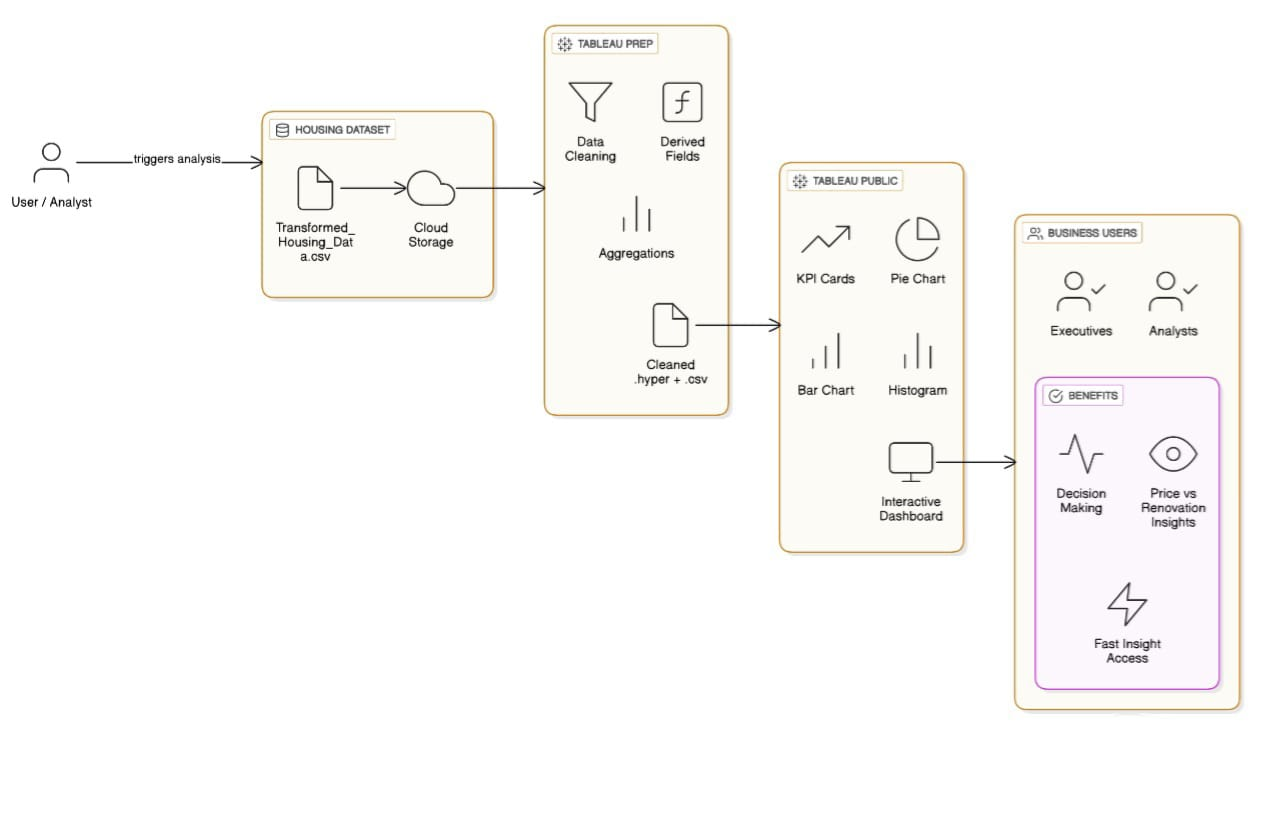 User / Analyst
triggers analysis
HOUSING DATASET
Transformed_
Housing_Dat
a.csv
Cloud
Storage
TABLEAU PREP
Data
Cleaning
Derived
Fields
Aggregations
Cleaned
.hyper + .csv
TABLEAU PUBLIC
KPI Cards
Pie Chart
Bar Chart
Histogram
Interactive
Dashboard
BUSINESS USERS
Executives
Analysts
BENEFITS
Decision
Making
Price vs
Renovation
Insights
Fast Insight
Access